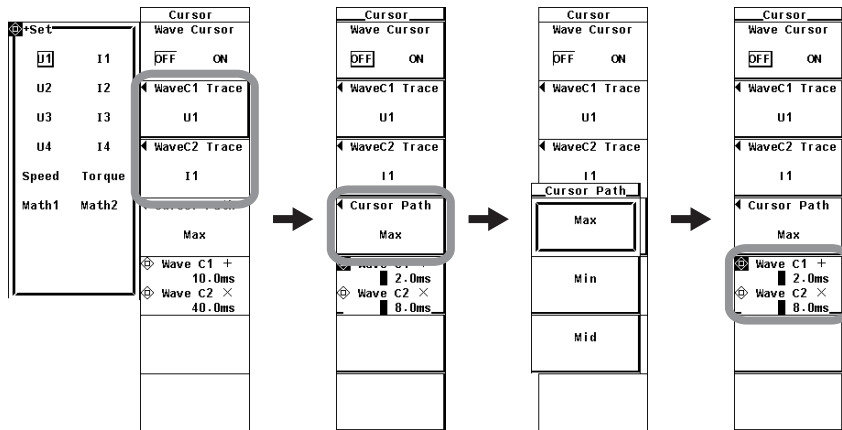 +Set
U1 I1
U2 I2
U3 I3
U4 I4
Speed Torque
Math1 Math2
Cursor
Wave Cursor
OFF ON
WaveC1 Trace
U1
WaveC2 Trace
I1
Cursor Path
Max
Wave C1 +
10.0ms
Wave C2 ×
40.0ms
Cursor
Wave Cursor
OFF ON
WaveC1 Trace
U1
WaveC2 Trace
I1
Cursor Path
Max
Wave C1 +
2.0ms
Wave C2 ×
8.0ms
Cursor
Wave Cursor
OFF ON
WaveC1 Trace
U1
WaveC2 Trace
I1
Cursor Path
Max
Min
Mid
Cursor
Wave Cursor
OFF ON
WaveC1 Trace
U1
WaveC2 Trace
I1
Cursor Path
Max
Wave C1 +
2.0ms
Wave C2 ×
8.0ms